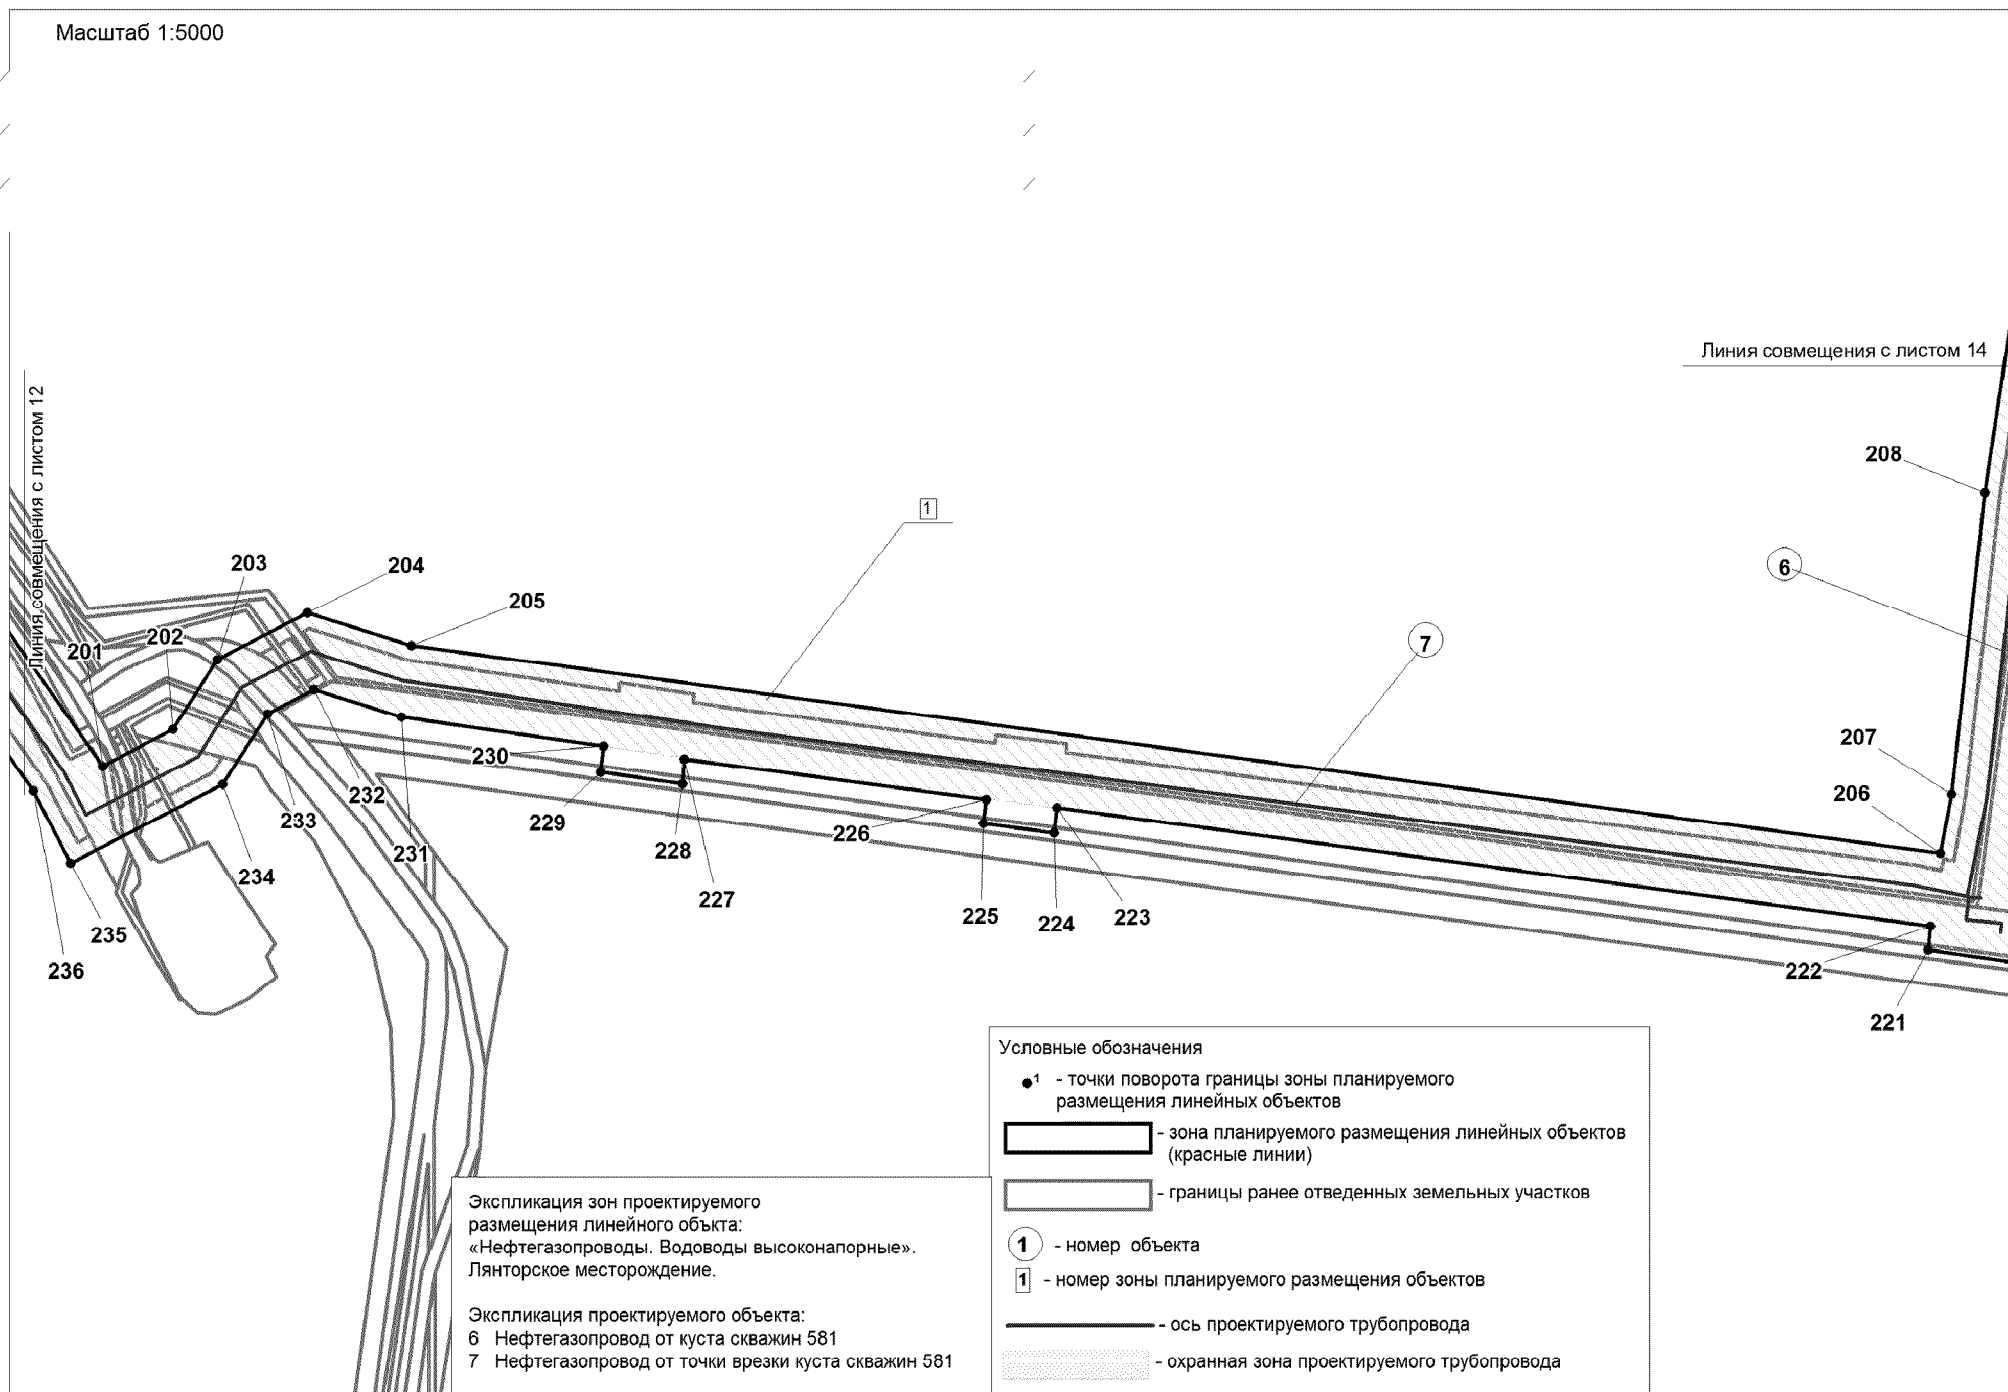 Масштаб 1:5000
Линия совмещения с листом 14
Линия совмещения с листом 12
208
1
6
203
204
205
7
202
201
207
206
230
232
233
229
226
231
228
234
227
225
224
223
235
236
222
221
Условные обозначения
1 - точки поворота границы зоны планируемого
размещения линейных объектов
- зона планируемого размещения линейных объектов
(красные линии)
- границы ранее отведенных земельных участков
1 - номер объекта
1 - номер зоны планируемого размещения объектов
- ось проектируемого трубопровода
- охранная зона проектируемого трубопровода
Экспликация зон проектируемого
размещения линейного объкта:
«Нефтегазопроводы. Водоводы высоконапорные».
Лянторское месторождение.
Экспликация проектируемого объекта:
6 Нефтегазопровод от куста скважин 581
7 Нефтегазопровод от точки врезки куста скважин 581